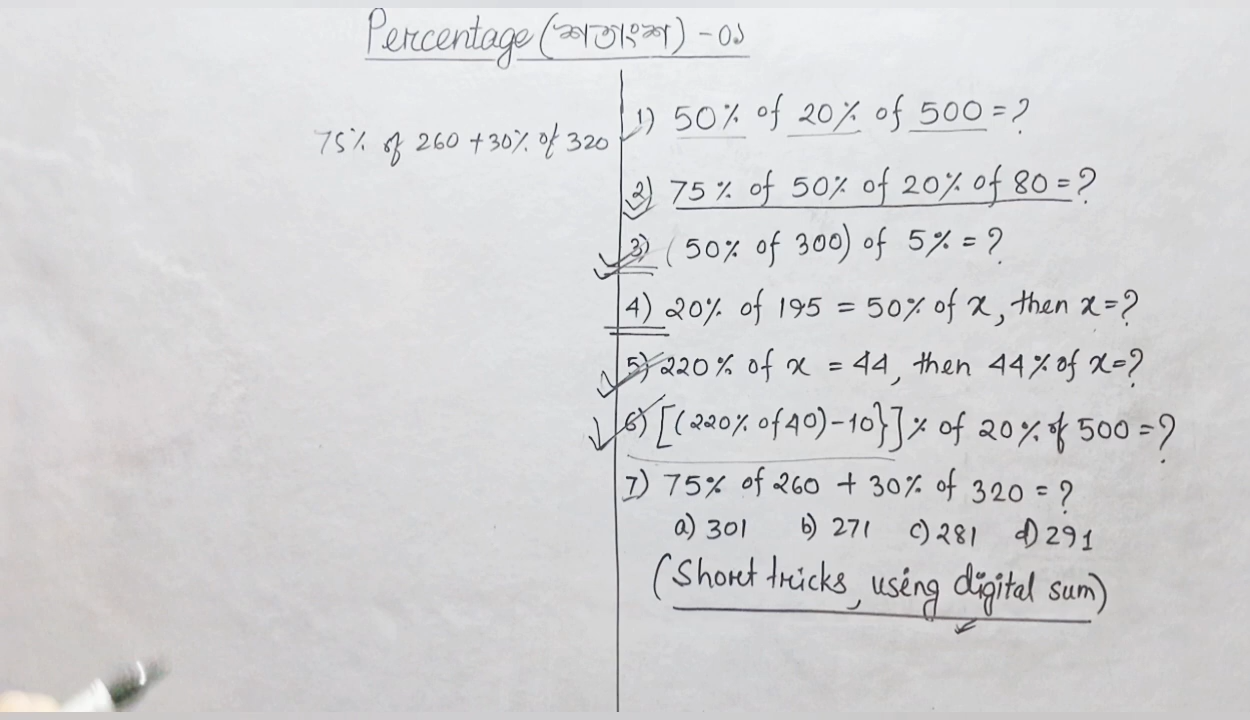 Percentage (শতাংশ) - 01
75% of 260 + 30% of 320
1) 50% of 20% of 500 = ?
2) 75% of 50% of 20% of 80 = ?
3) (50% of 300) of 5% = ?
4) 20% of 195 = 50% of x, then x = ?
5) 220% of x = 44, then 44% of x = ?
6) [(220% of 40) - 10}]% of 20% of 500 = ?
7) 75% of 260 + 30% of 320 = ?
a) 301 b) 271 c) 281 d) 291
(Short tricks, using digital sum)